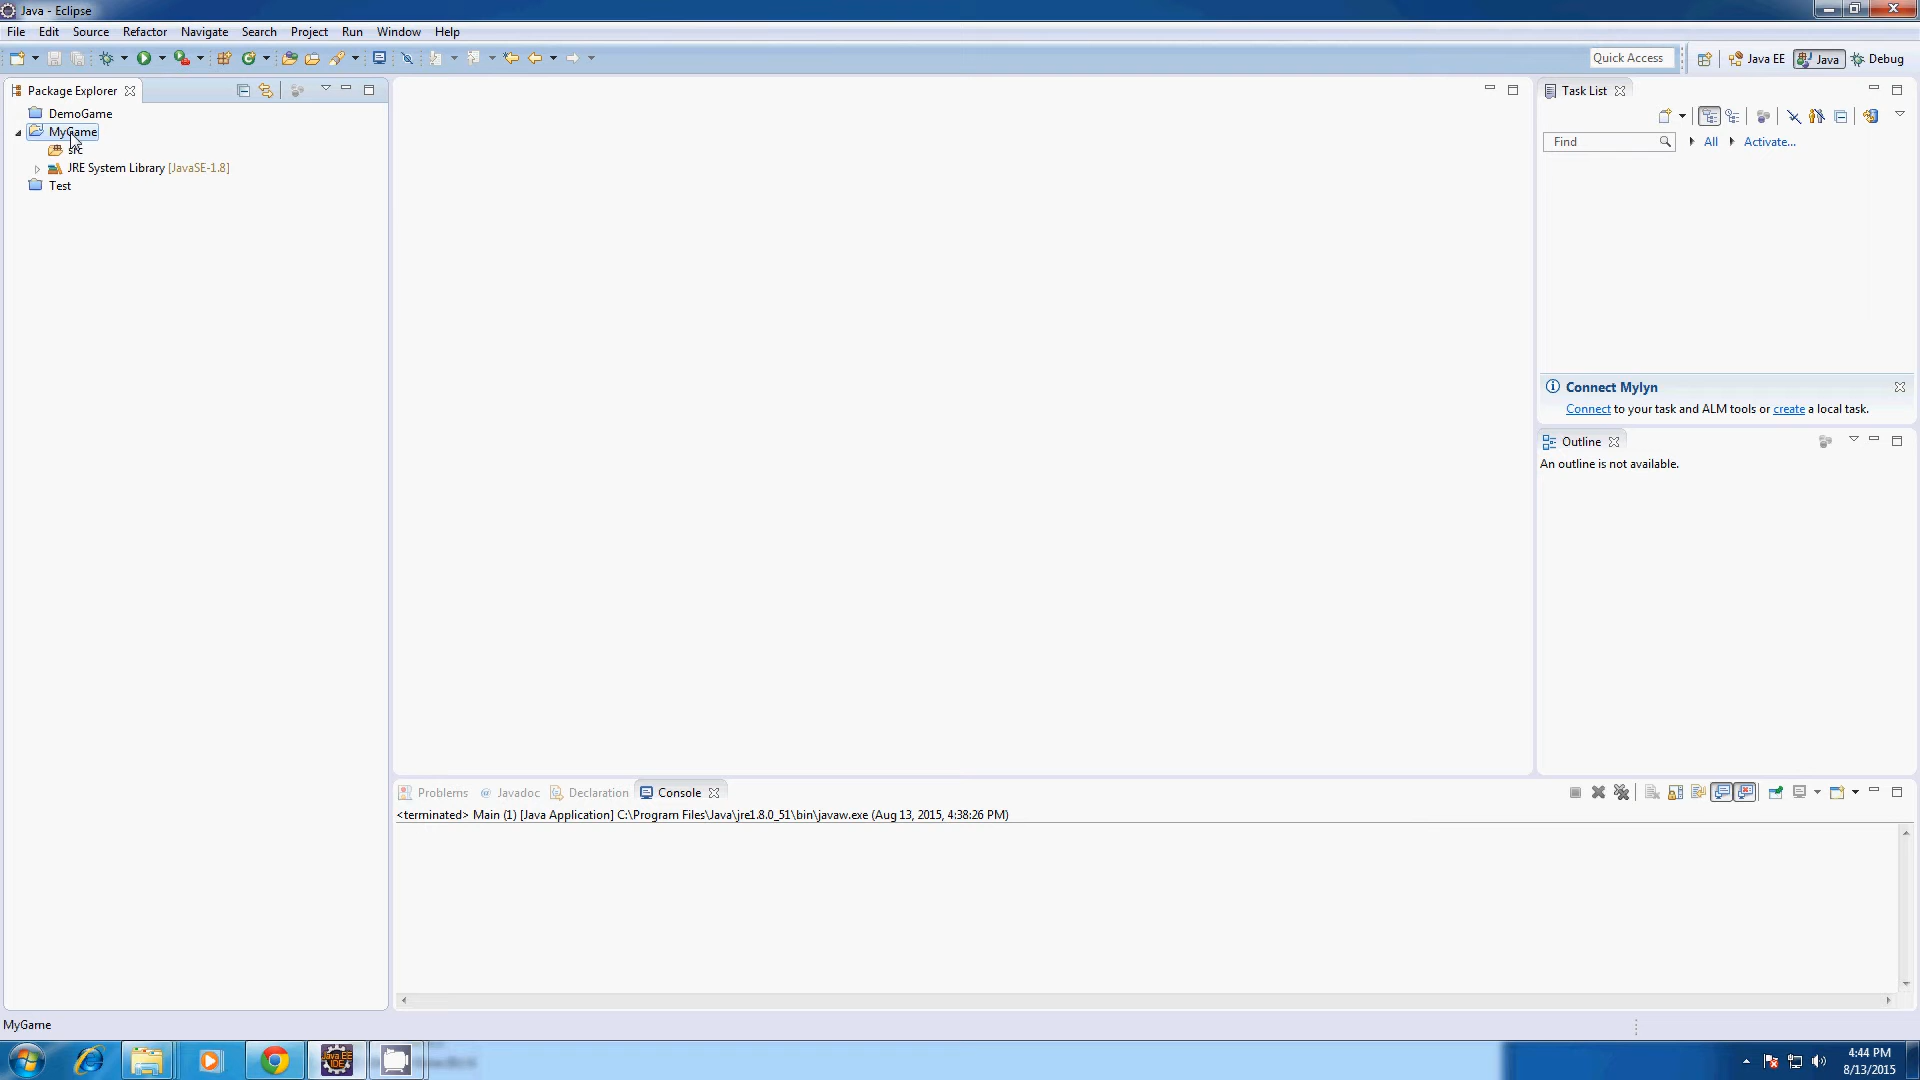 Java - Eclipse
File Edit Source Refactor Navigate Search Project Run Window Help
Quick Access Java EE Java Debug
Package Explorer
DemoGame
MyGame
src
JRE System Library [JavaSE-1.8]
Test
Task List
Find All Activate...
Connect Mylyn
Connect to your task and ALM tools or create a local task.
Outline
An outline is not available.
Problems Javadoc Declaration Console
<terminated> Main (1) [Java Application] C:\Program Files\Java\jre1.8.0_51\bin\javaw.exe (Aug 13, 2015, 4:38:26 PM)
MyGame
Java EE
IDE
4:44 PM
8/13/2015